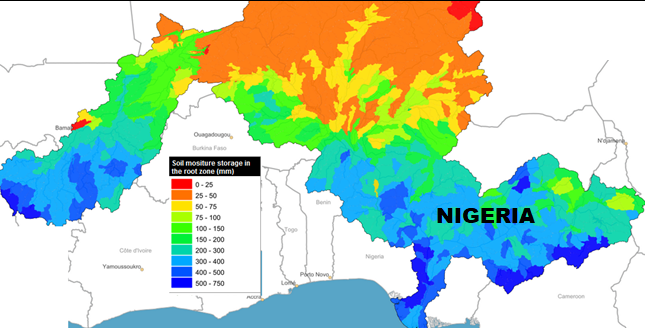 N'Djamena
Bama
Ouagadougou
Burkina Faso
Soil mositure storage in
the root zone (mm)
0 - 25
25 - 50
50 - 75
75 - 100
100 - 150
150 - 200
200 - 300
300 - 400
400 - 500
500 - 750
Benin
NIGERIA
Togo
Côte d'Ivoire
Nigeria
Yamoussoukro
Porto Novo
Lomé
Accra
Cameroon